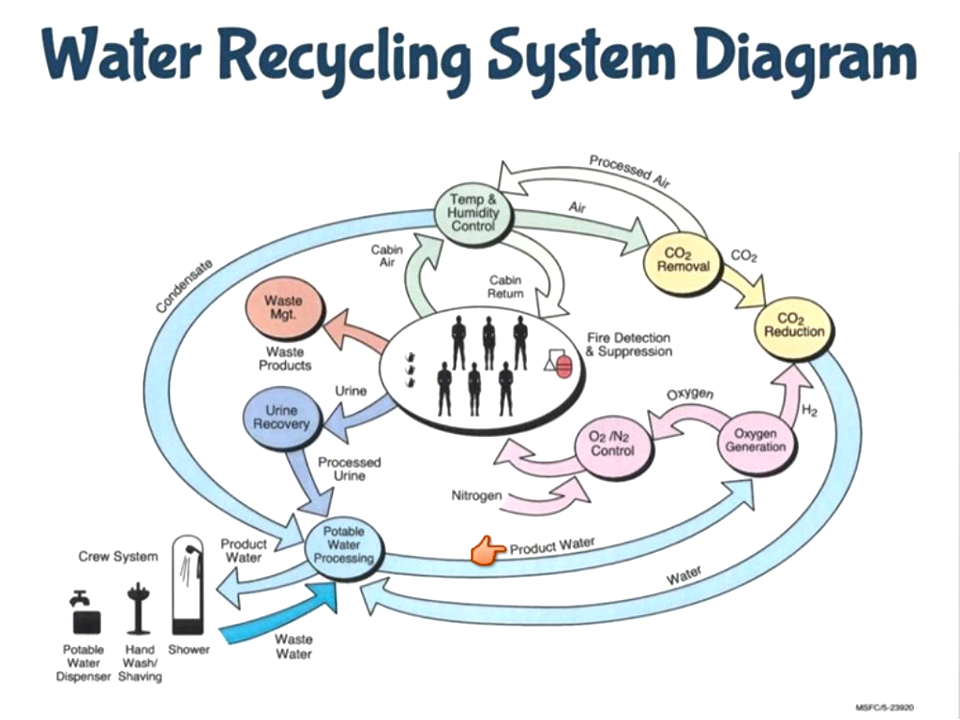 Water Recycling System Diagram
Processed Air
Temp &
Humidity
Control
Air
CO2
Removal
CO2
Cabin
Air
Cabin
Return
Condensate
Waste
Mgt.
Waste
Products
CO2
Reduction
Fire Detection
& Suppression
Urine
Urine
Recovery
Oxygen
H2
O2 /N2
Control
Oxygen
Generation
Processed
Urine
Nitrogen
Potable
Water
Processing
Product Water
Product
Water
Crew System
Water
Waste
Water
Potable
Water
Dispenser
Hand
Wash/
Shaving
Shower
MSFC/5-23920